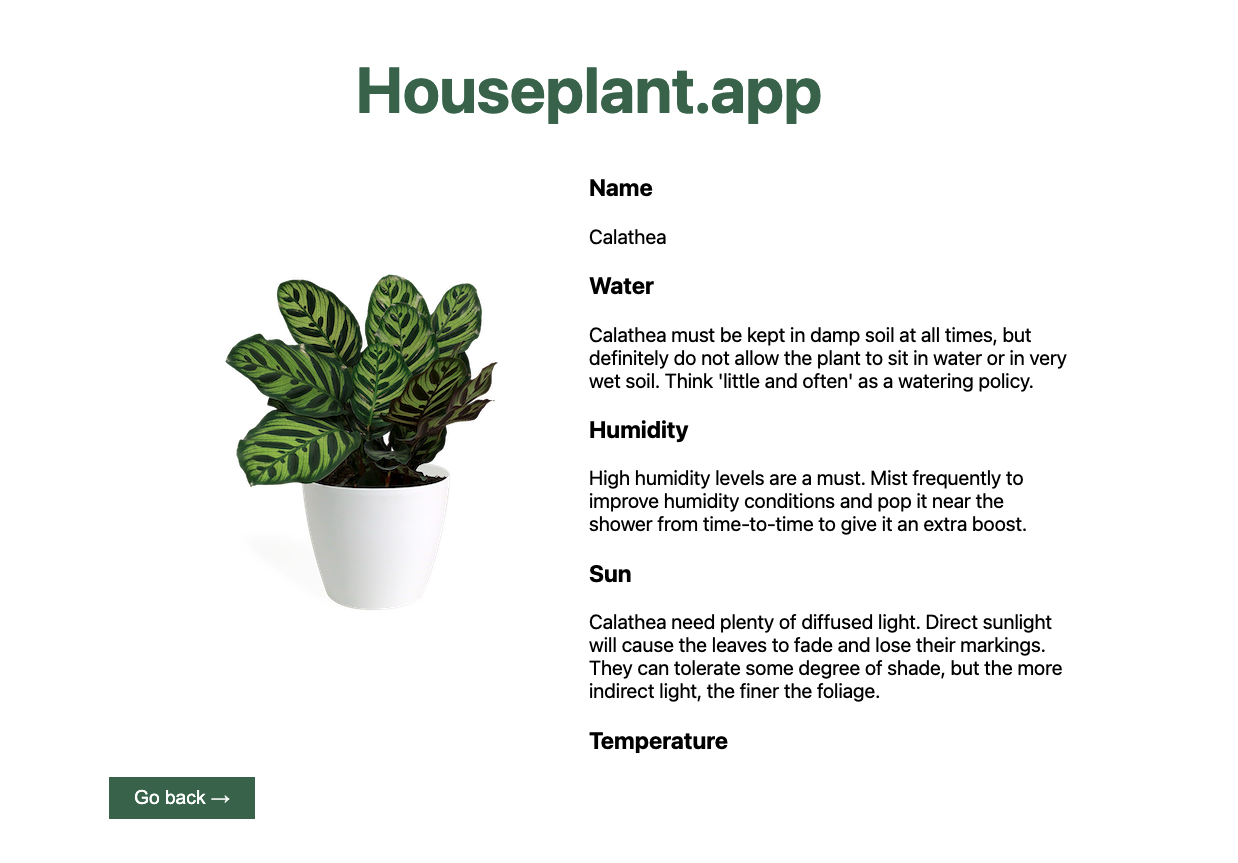 Houseplant.app
Name
Calathea
Water
Calathea must be kept in damp soil at all times, but
definitely do not allow the plant to sit in water or in very
wet soil. Think 'little and often' as a watering policy.
Humidity
High humidity levels are a must. Mist frequently to
improve humidity conditions and pop it near the
shower from time-to-time to give it an extra boost.
Sun
Calathea need plenty of diffused light. Direct sunlight
will cause the leaves to fade and lose their markings.
They can tolerate some degree of shade, but the more
indirect light, the finer the foliage.
Temperature
Go back →